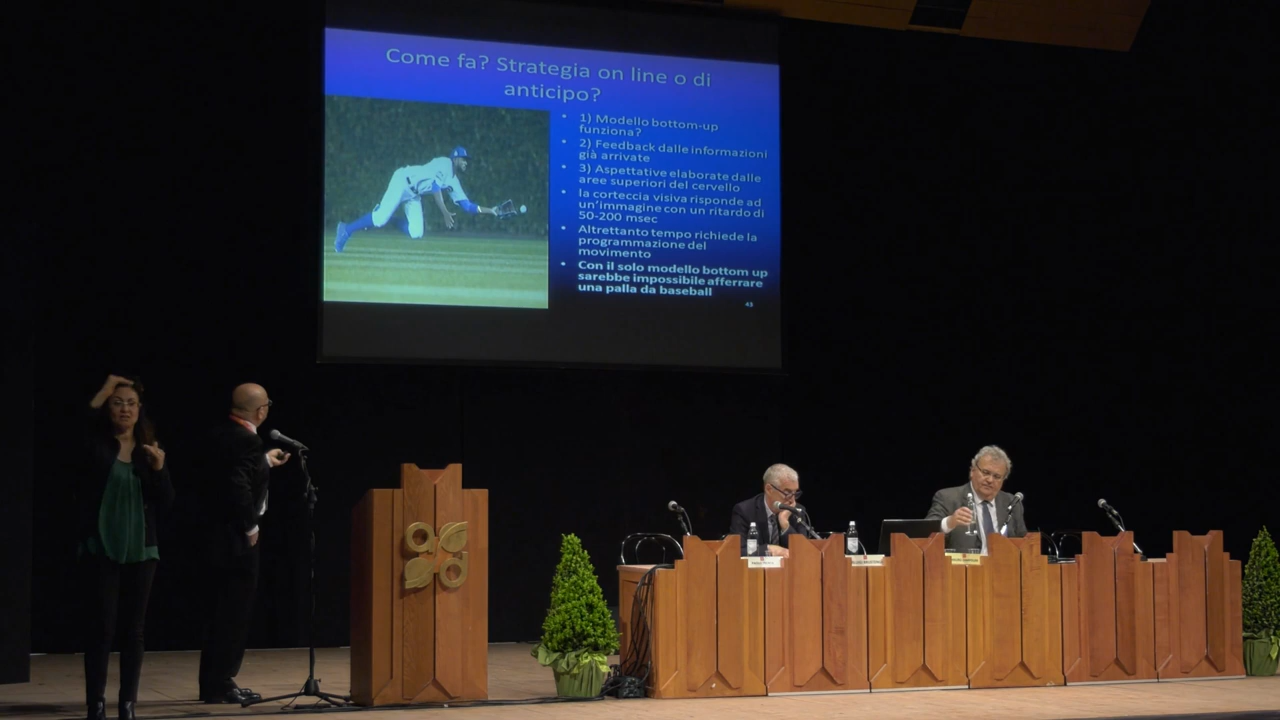 Come fa? Strategia on line o di
anticipo?
• 1) Modello bottom-up
funziona?
• 2) Feedback dalle informazioni
già arrivate
• 3) Aspettative elaborate dalle
aree superiori del cervello
• la corteccia visiva risponde ad
un'immagine con un ritardo di
50-200 msec
• Altrettanto tempo richiede la
programmazione del
movimento
• Con il solo modello bottom up
sarebbe impossibile afferrare
una palla da baseball
43